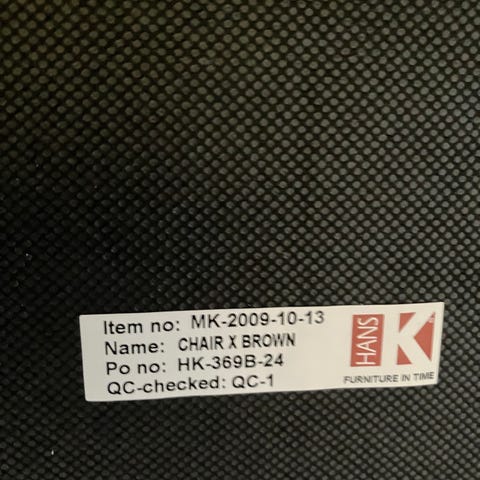 Item no: MK-2009-10-13
Name: CHAIR X BROWN
Po no: HK-369B-24
QC-checked: QC-1
HANS K
FURNITURE IN TIME